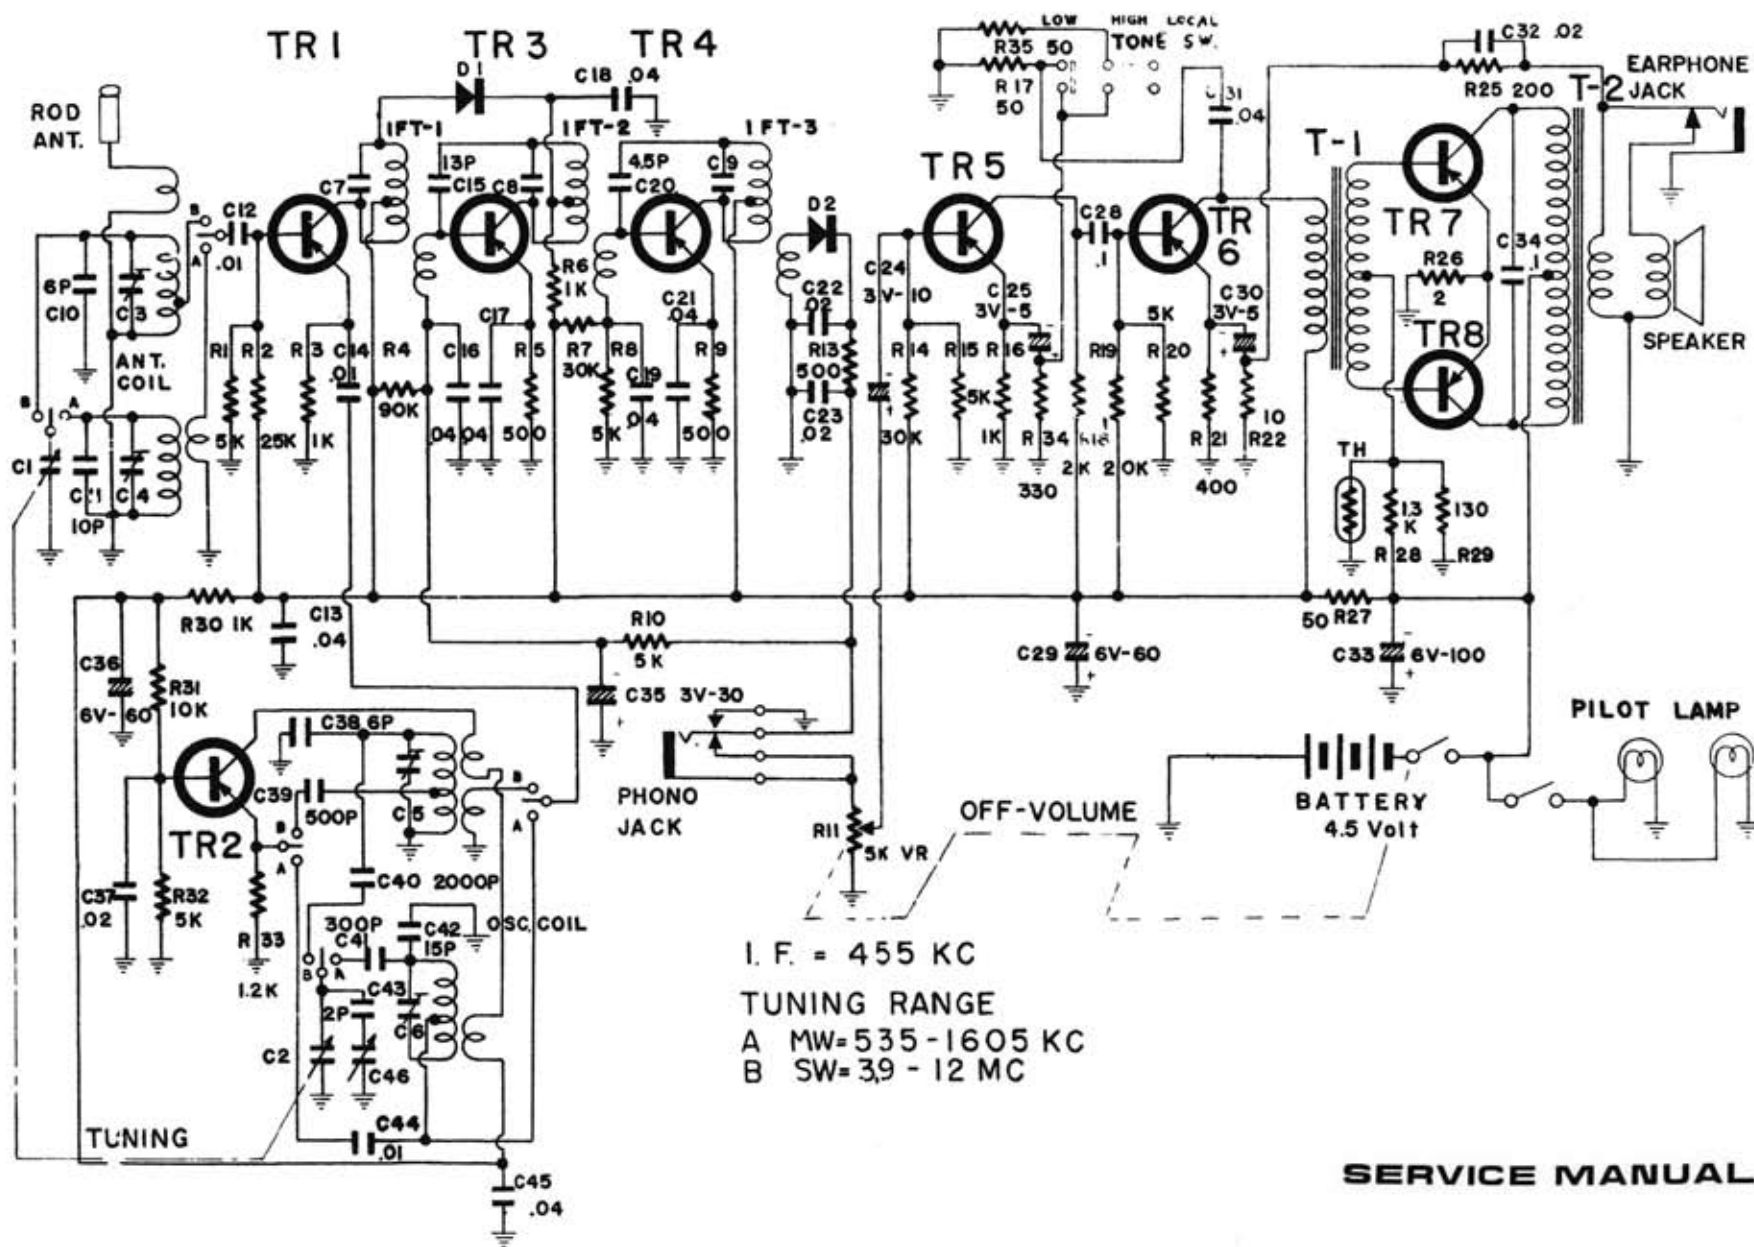 TR1
TR3
TR4
D1
C18 .04
LOW
HIGH LOCAL
TONE SW.
R35 50
R17
50
C32 .02
R25 200
EARPHONE
JACK
T-2
ROD
ANT.
IFT-1
IFT-2
IFT-3
13P
C15
C7
C8
4.5P
C20
C9
TR5
.04
T-1
B
A
C12
.01
D2
C28
.1
TR
6
TR7
R26
2
C34
.1
6P
C10
C3
ANT.
COIL
R6
1K
C24
3V-10
C25
3V-5
C30
3V-5
TR8
SPEAKER
R1
R2
R3
C14
.01
R4
C16
C17
R5
R7
30K
R8
C19
.04
C21
.04
R9
C22
.02
R13
500
C23
.02
R14
R15
R16
R19
5K
R20
B
A
C1
C11
10P
C4
5K
25K
1K
90K
.04
.04
500
5K
500
30K
5K
1K
R34
330
R18
2K
20K
R21
400
10
R22
TH
1.3
K
R28
130
R29
R30 1K
C13
.04
R10
5K
50
R27
C36
6V-60
R31
10K
C35 3V-30
C29
6V-60
C33
6V-100
C38 6P
C39
500P
C5
B
A
B
A
PHONO
JACK
R11
5K VR
OFF-VOLUME
BATTERY
4.5 Volt
PILOT LAMP
TR2
C37
.02
R32
5K
R33
1.2K
C40 2000P
300P
C41
C42
15P
OSC. COIL
B
A
C43
2P
C6
C2
C46
C44
.01
C45
.04
TUNING
I. F. = 455 KC
TUNING RANGE
A MW= 535-1605 KC
B SW= 3,9 - 12 MC
SERVICE MANUAL